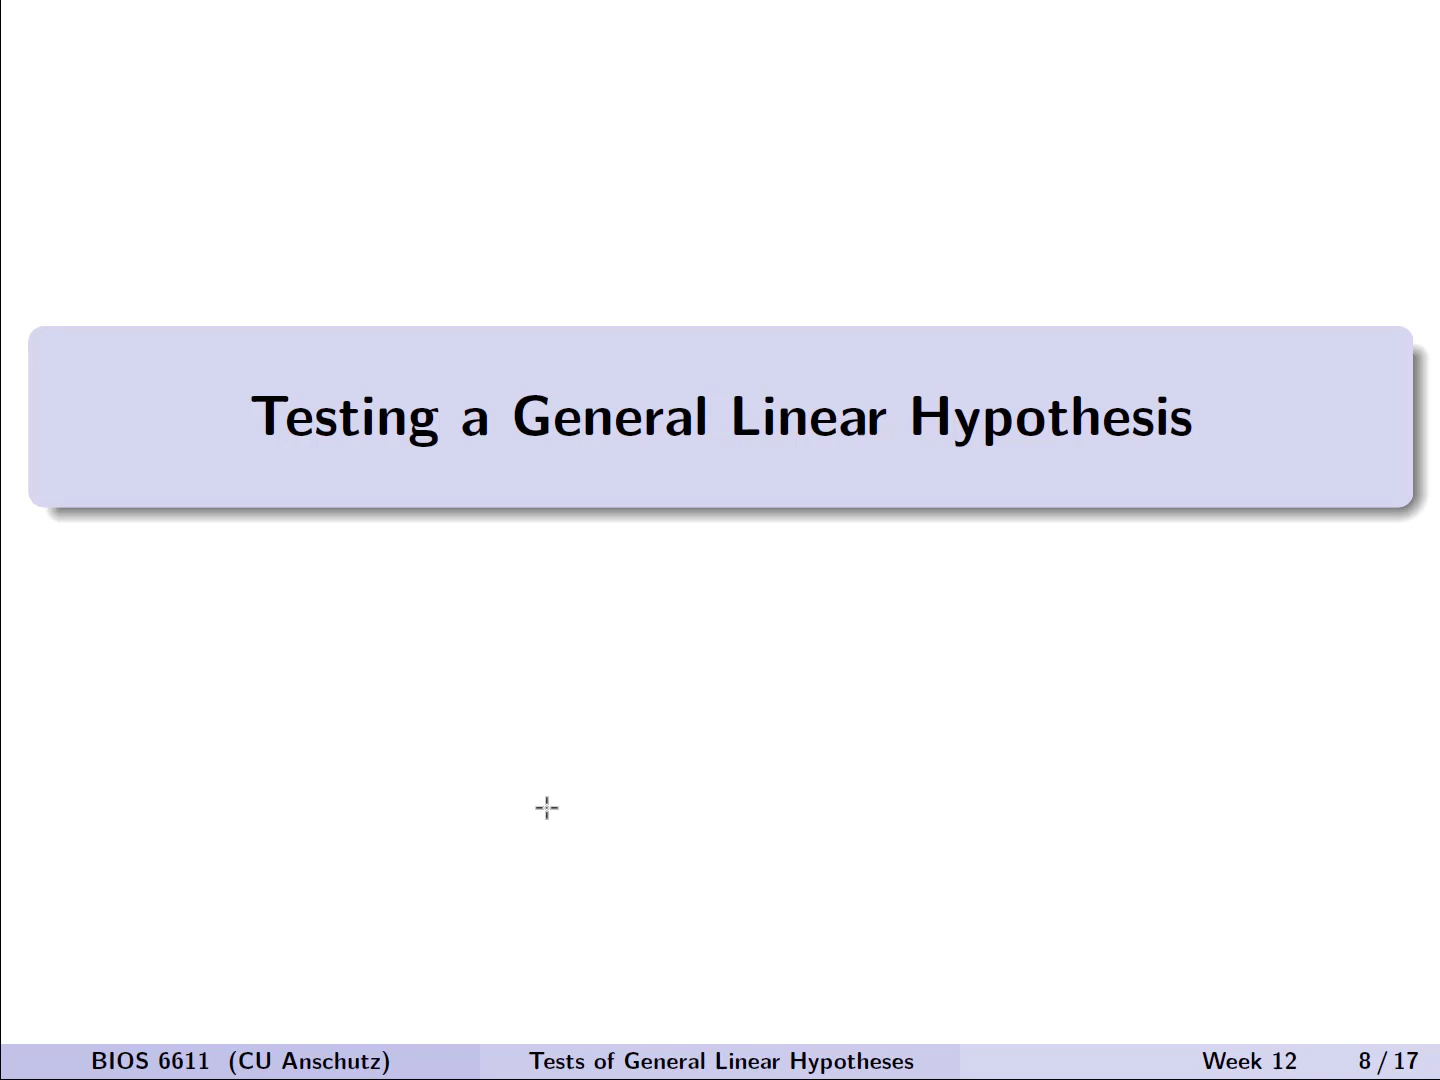 Testing a General Linear Hypothesis
BIOS 6611 (CU Anschutz) Tests of General Linear Hypotheses Week 12 8 / 17